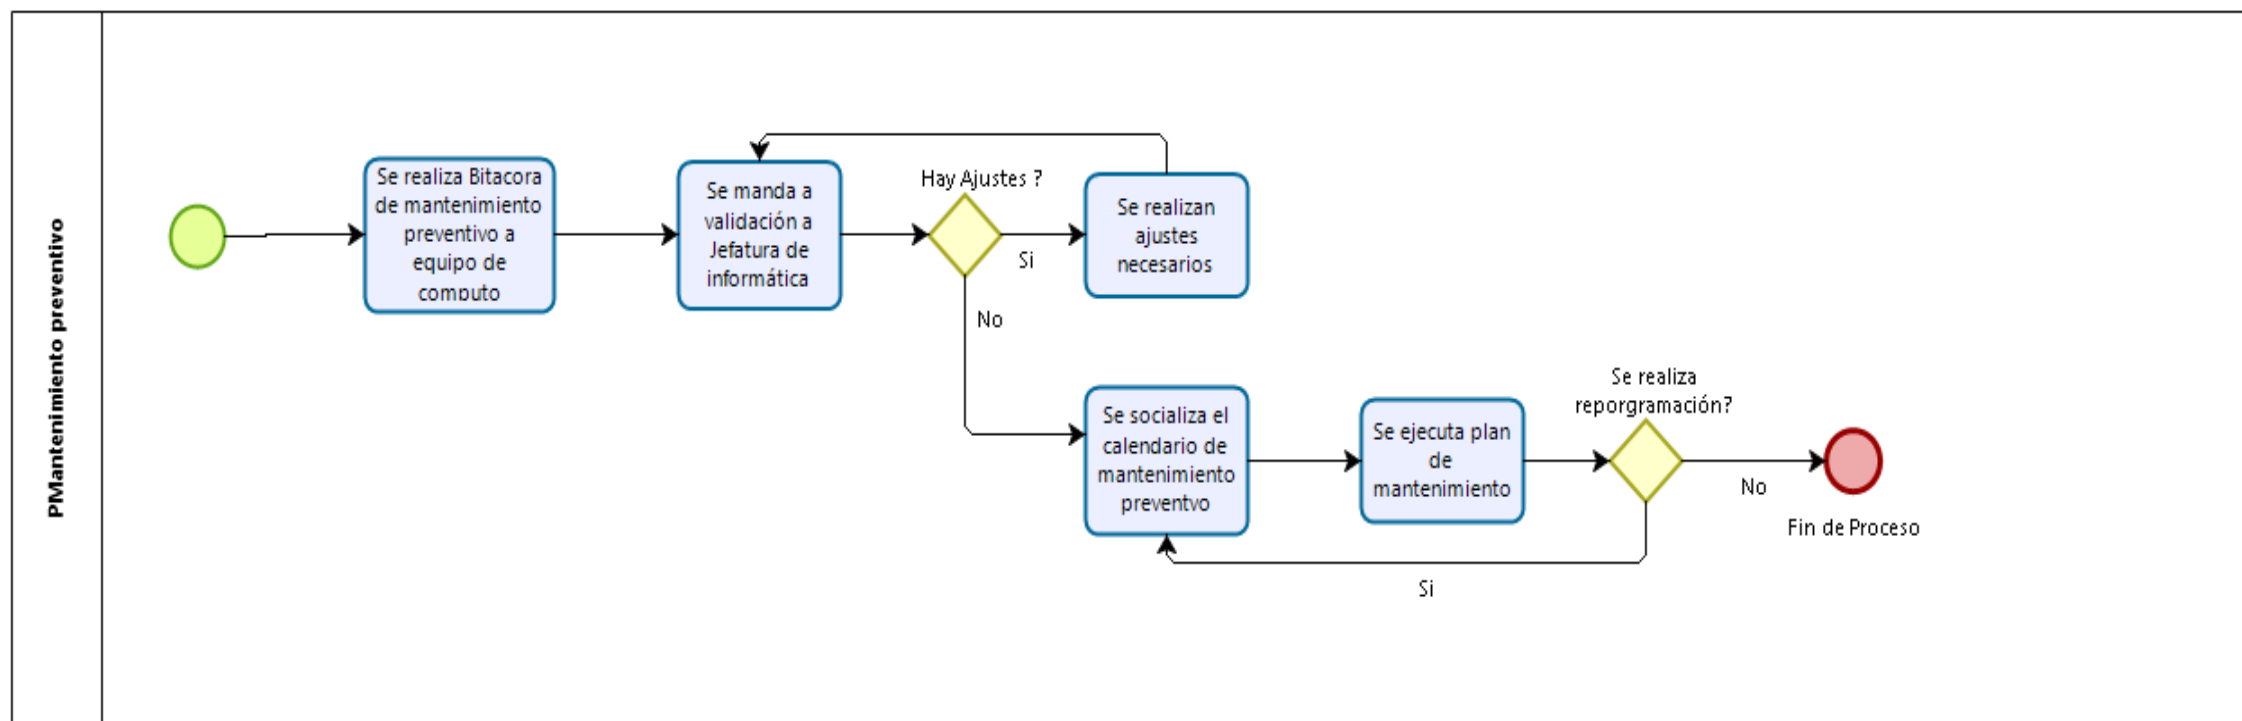 PMantenimiento preventivo
Se realiza Bitacora
de mantenimiento
preventivo a
equipo de
computo
Se manda a
validación a
Jefatura de
informática
Hay Ajustes ?
Si
No
Se realizan
ajustes
necesarios
Se socializa el
calendario de
mantenimiento
preventvo
Se ejecuta plan
de
mantenimiento
Se realiza
reporgramación?
No
Si
Fin de Proceso